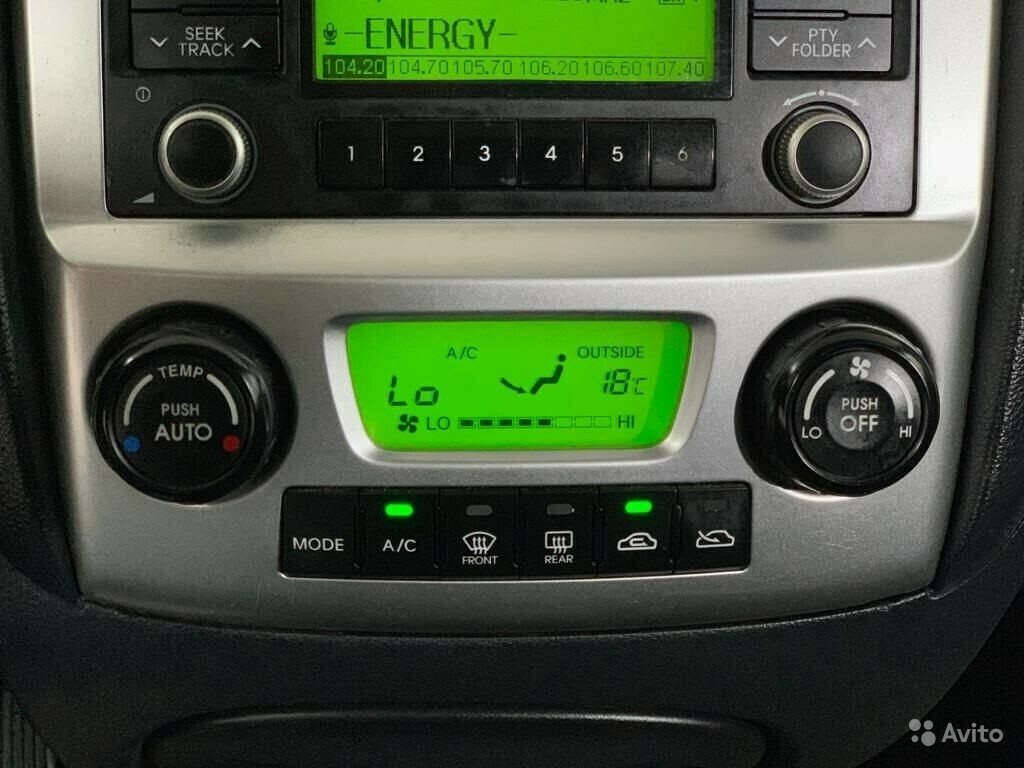 SEEK
TRACK
-ENERGY-
104.20 104.70 105.70 106.20 106.60 107.40
PTY
FOLDER
1 2 3 4 5 6
TEMP
PUSH
AUTO
A/C
OUTSIDE
Lo
18°C
LO
HI
PUSH
OFF
LO
HI
MODE
A/C
FRONT
REAR
Avito